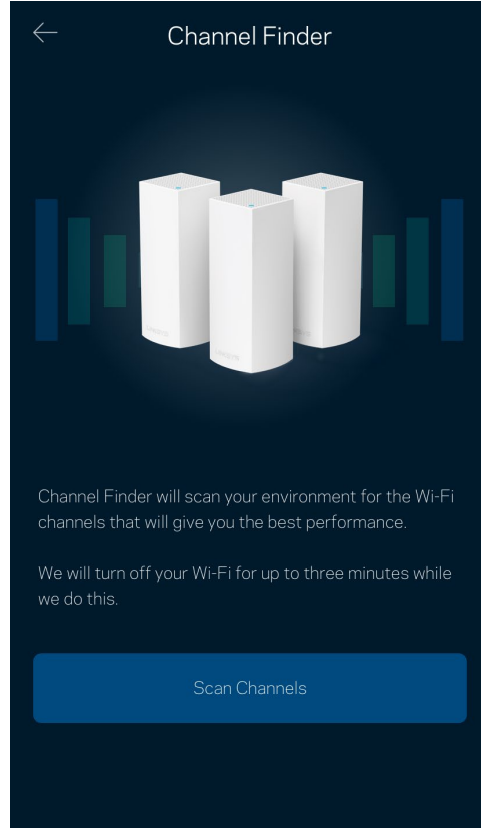 Channel Finder
Channel Finder will scan your environment for the Wi-Fi
channels that will give you the best performance.
We will turn off your Wi-Fi for up to three minutes while
we do this.
Scan Channels